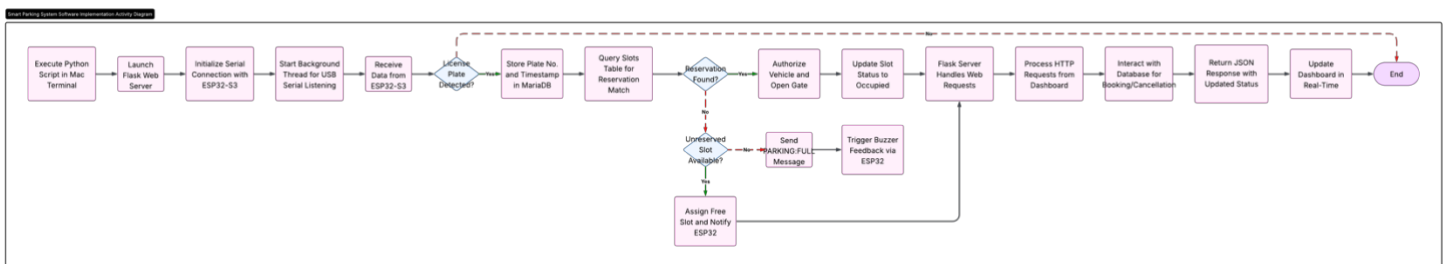 Smart Parking System Software Implementation Activity Diagram
No
Execute Python
Script in Mac
Terminal
Launch
Flask Web
Server
Initialize Serial
Connection with
ESP32-S3
Start Background
Thread for USB
Serial Listening
Receive
Data from
ESP32-S3
License
Plate
Detected?
Yes
Store Plate No.
and Timestamp
in MariaDB
Query Slots
Table for
Reservation
Match
Reservation
Found?
Yes
Authorize
Vehicle and
Open Gate
Update Slot
Status to
Occupied
Flask Server
Handles Web
Requests
Process HTTP
Requests from
Dashboard
Interact with
Database for
Booking/Cancellation
Return JSON
Response with
Updated Status
Update
Dashboard in
Real-Time
End
No
Unreserved
Slot
Available?
No
Send
PARKING:FULL
Message
Trigger Buzzer
Feedback via
ESP32
Yes
Assign Free
Slot and Notify
ESP32